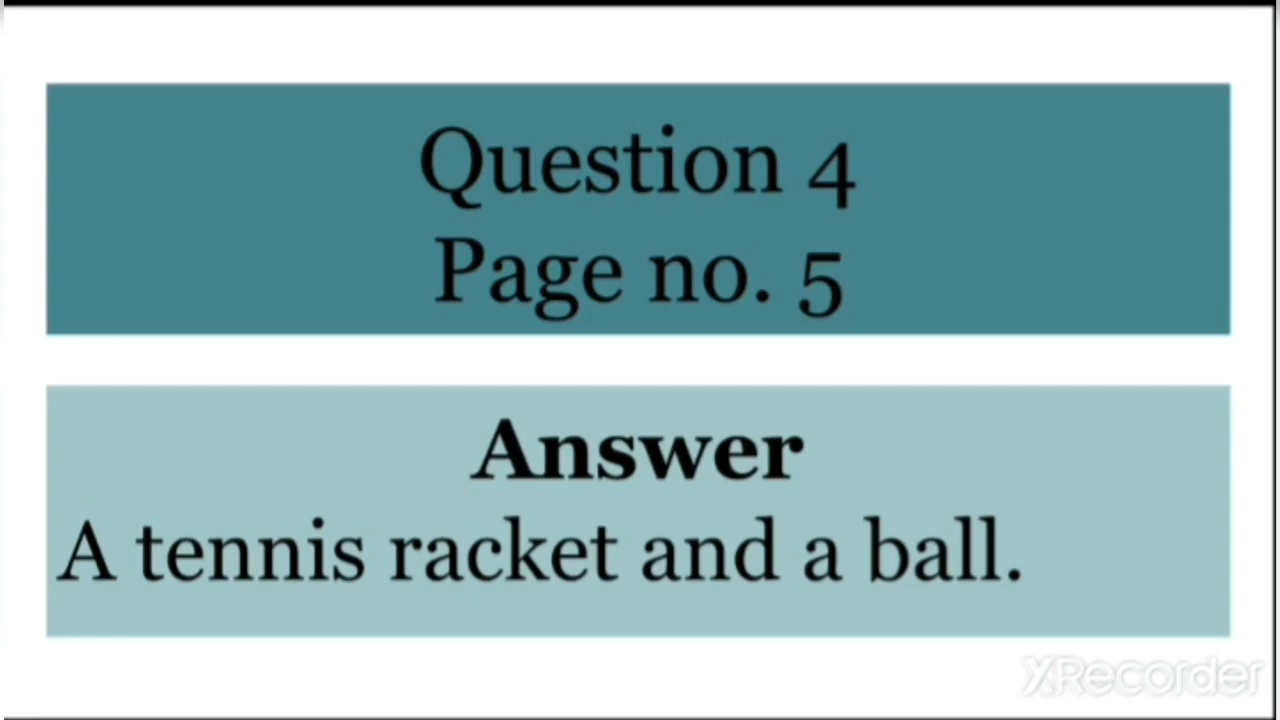 Question 4
Page no. 5
Answer
A tennis racket and a ball.
XRecorder